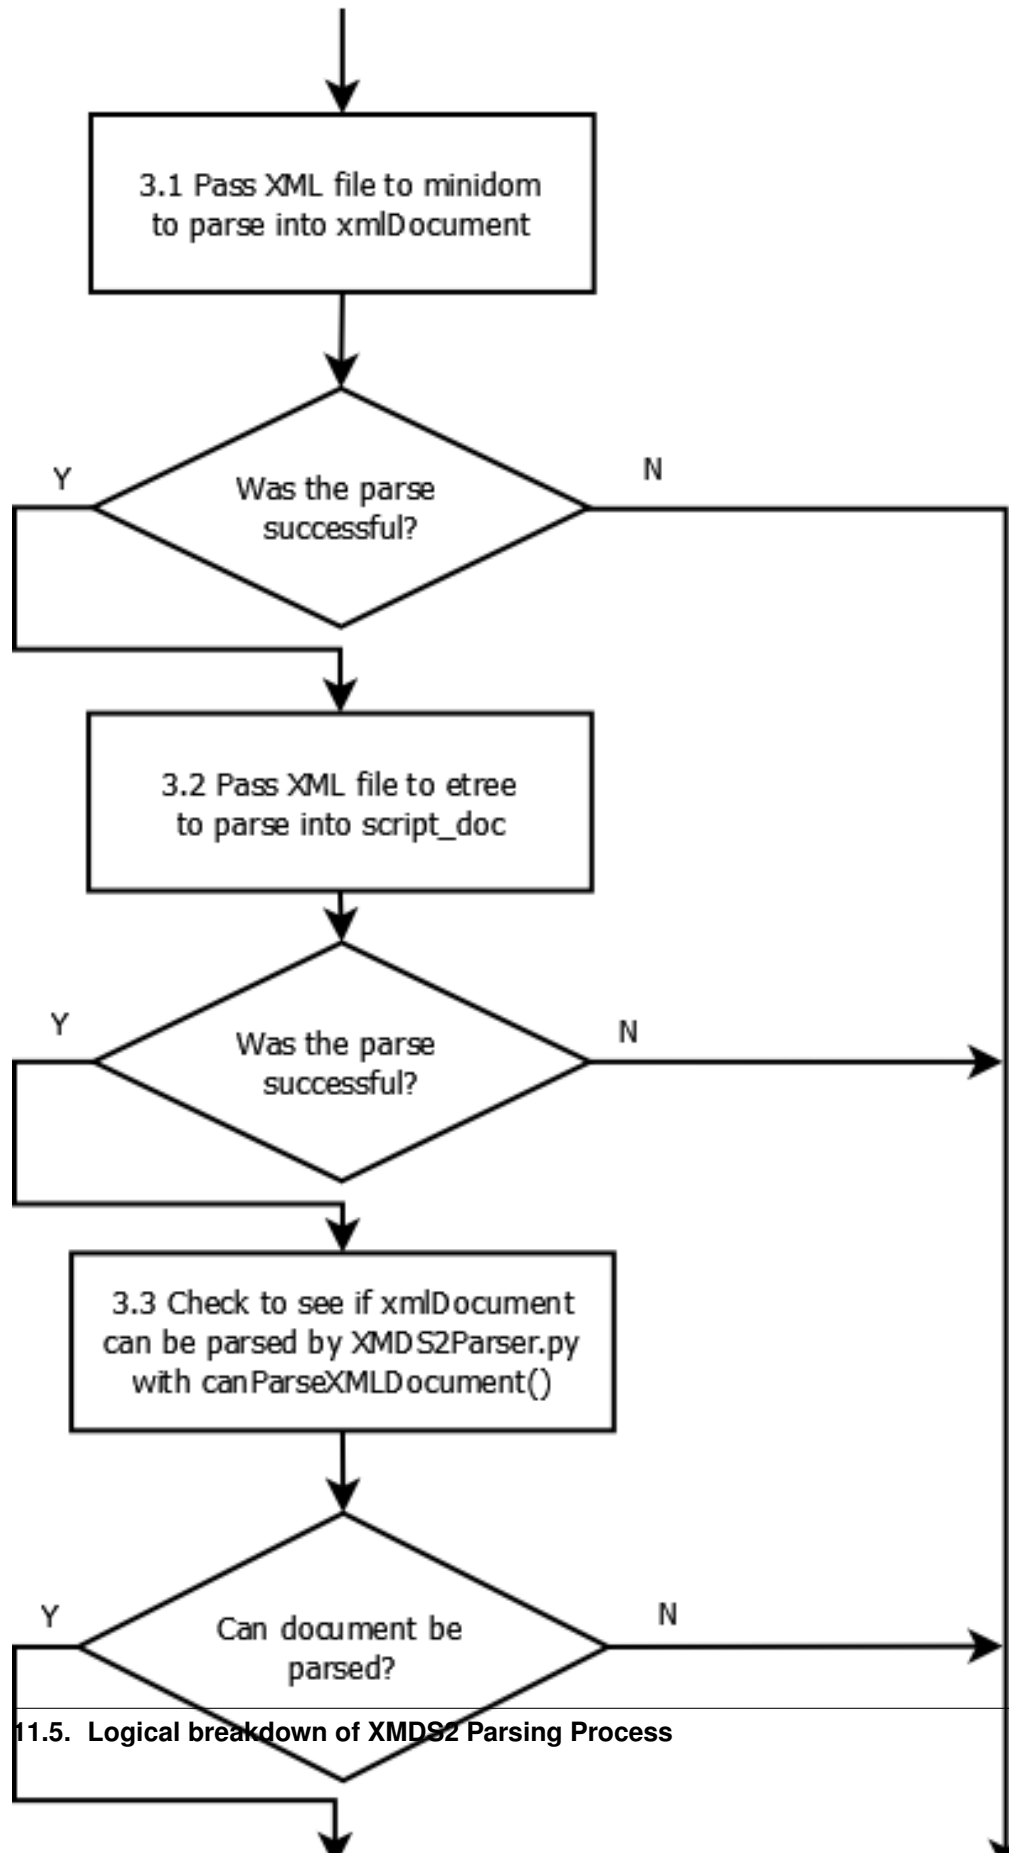 3.1 Pass XML file to minidom
to parse into xmlDocument
Y
N
Was the parse
successful?
3.2 Pass XML file to etree
to parse into script_doc
Y
N
Was the parse
successful?
3.3 Check to see if xmlDocument
can be parsed by XMDS2Parser.py
with canParseXMLDocument()
Y
N
Can document be
parsed?
11.5. Logical breakdown of XMDS2 Parsing Process